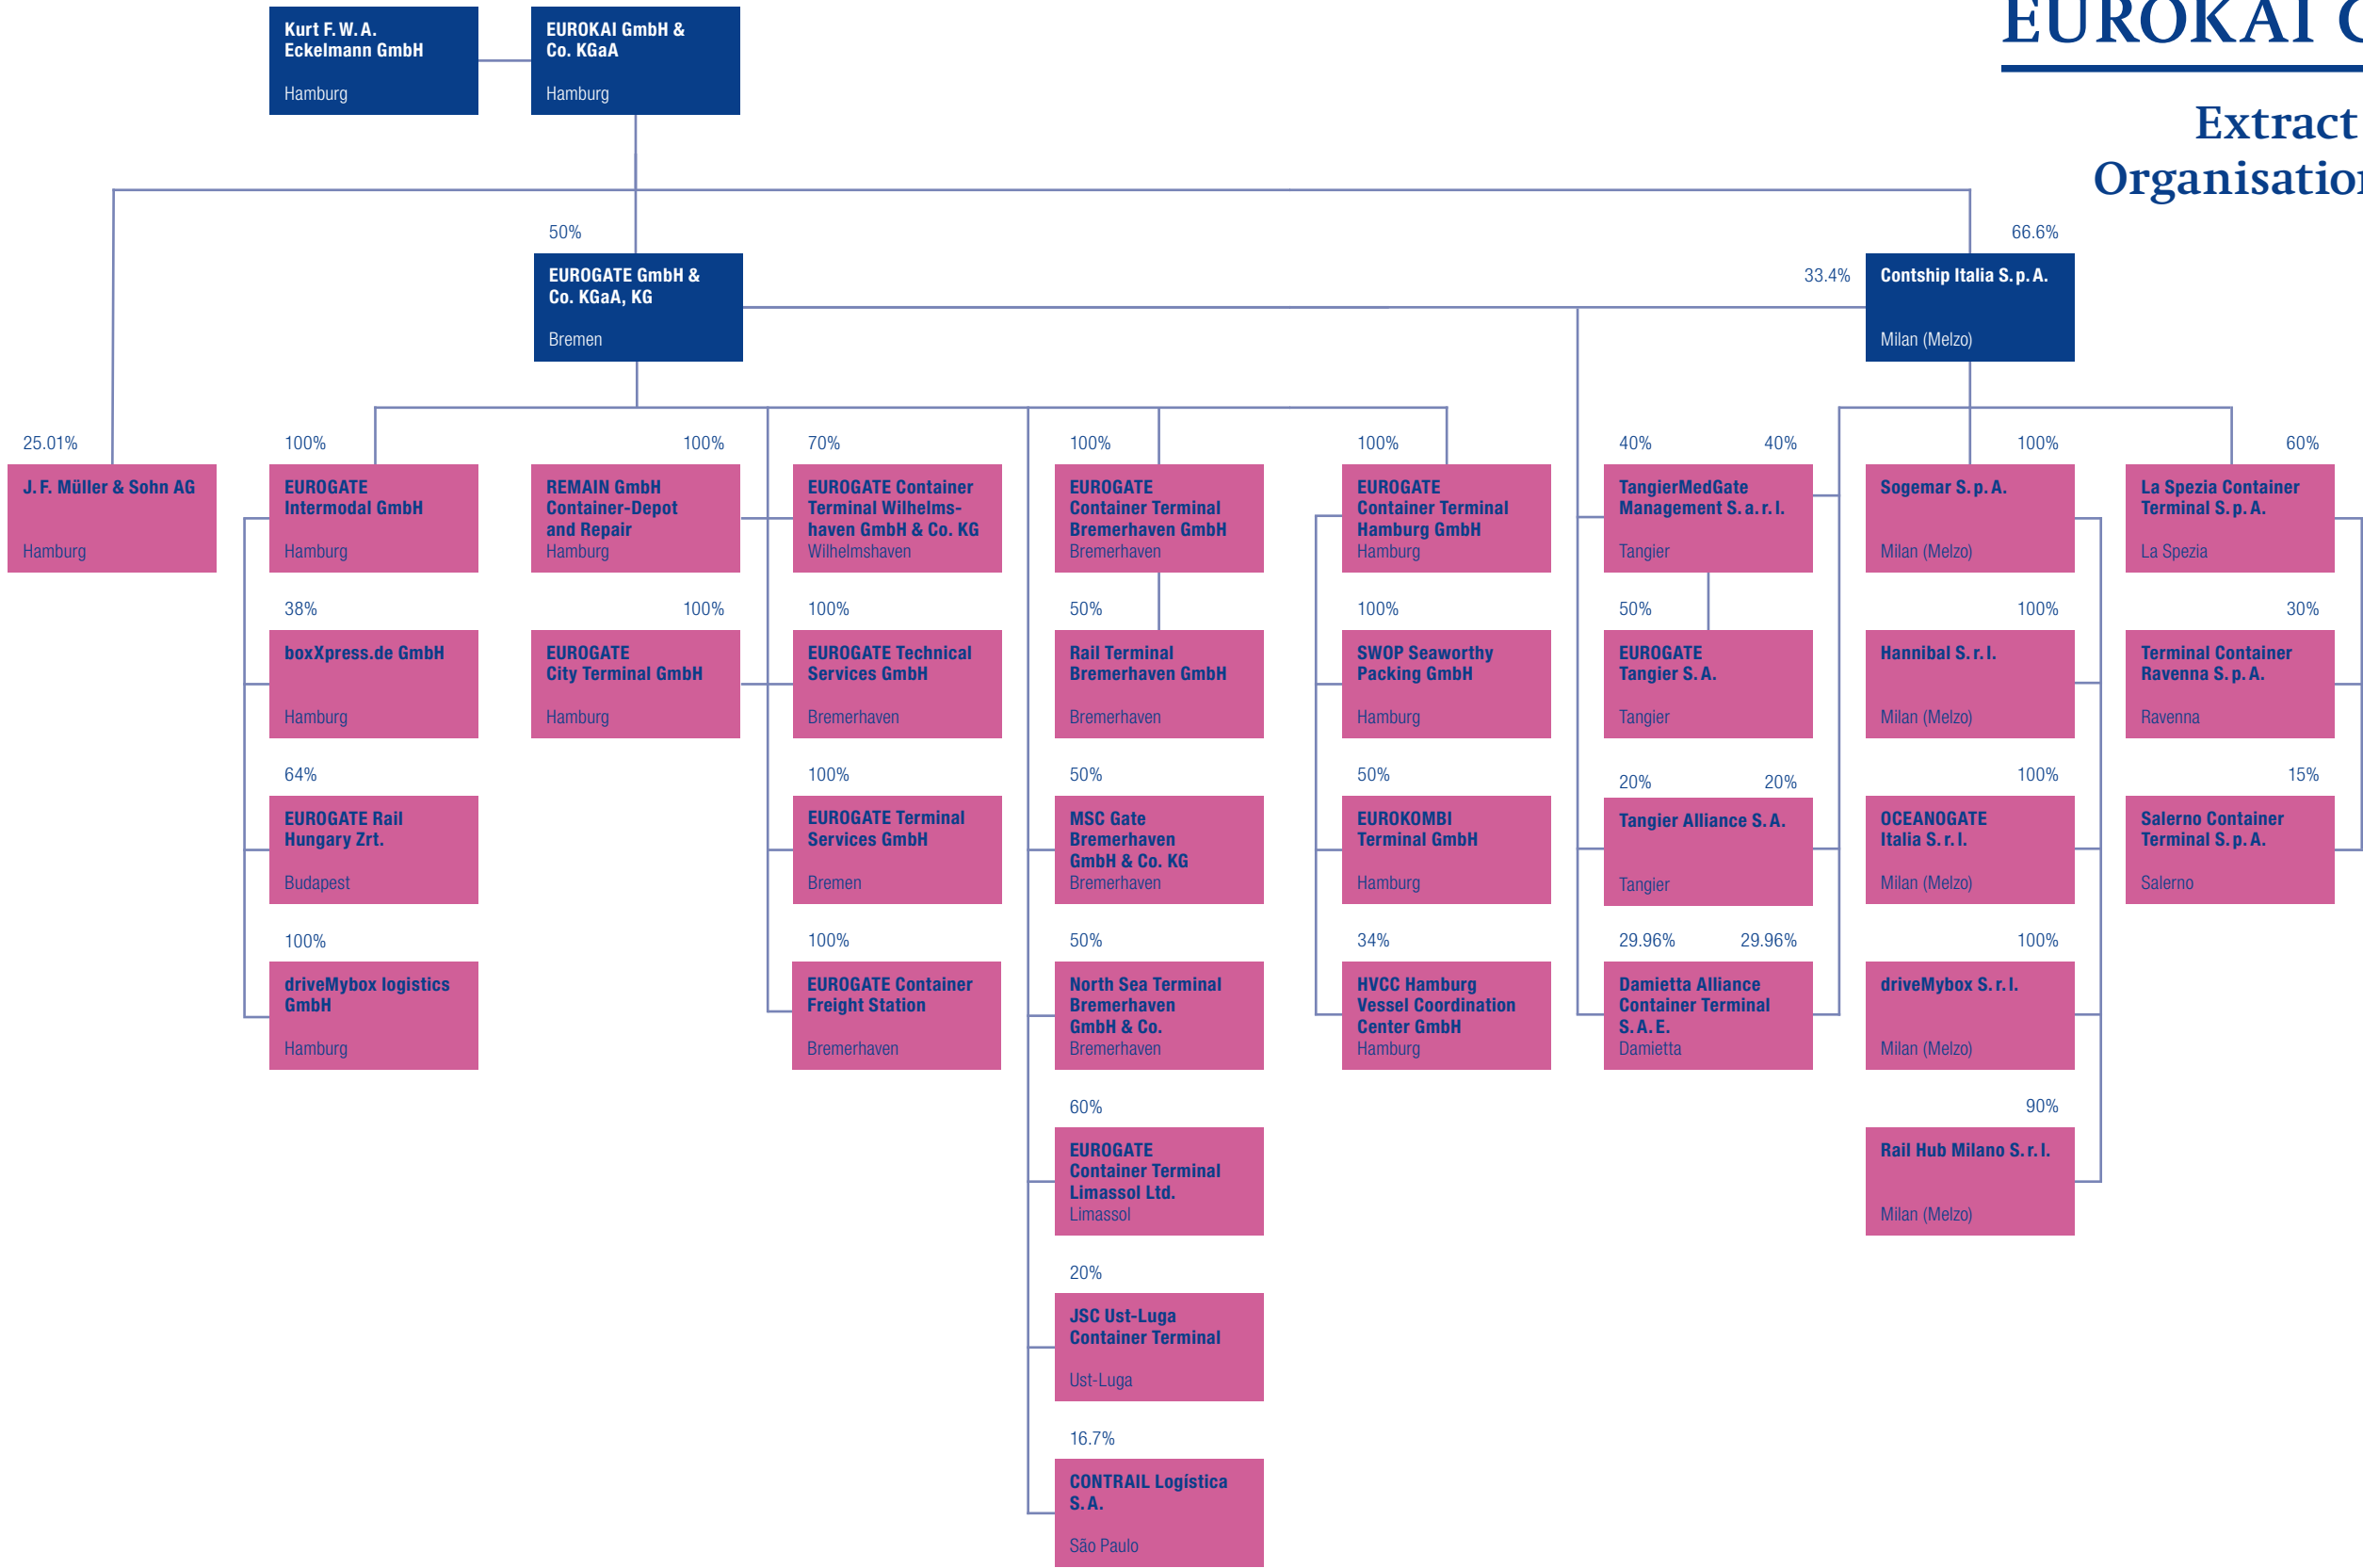 EUROKAI G
Extract
Organisation
Kurt F. W. A.
Eckelmann GmbH
Hamburg
EUROKAI GmbH &
Co. KGaA
Hamburg
50%
EUROGATE GmbH &
Co. KGaA, KG
Bremen
66.6%
33.4%
Contship Italia S. p. A.
Milan (Melzo)
25.01%
J. F. Müller & Sohn AG
Hamburg
100%
EUROGATE
Intermodal GmbH
Hamburg
38%
boxXpress.de GmbH
Hamburg
64%
EUROGATE Rail
Hungary Zrt.
Budapest
100%
driveMybox logistics
GmbH
Hamburg
100%
REMAIN GmbH
Container-Depot
and Repair
Hamburg
100%
EUROGATE
City Terminal GmbH
Hamburg
70%
EUROGATE Container
Terminal Wilhelms-
haven GmbH & Co. KG
Wilhelmshaven
100%
EUROGATE Technical
Services GmbH
Bremerhaven
100%
EUROGATE Terminal
Services GmbH
Bremen
100%
EUROGATE Container
Freight Station
Bremerhaven
100%
EUROGATE
Container Terminal
Bremerhaven GmbH
Bremerhaven
50%
Rail Terminal
Bremerhaven GmbH
Bremerhaven
50%
MSC Gate
Bremerhaven
GmbH & Co. KG
Bremerhaven
50%
North Sea Terminal
Bremerhaven
GmbH & Co.
Bremerhaven
60%
EUROGATE
Container Terminal
Limassol Ltd.
Limassol
20%
JSC Ust-Luga
Container Terminal
Ust-Luga
16.7%
CONTRAIL Logística
S. A.
São Paulo
100%
EUROGATE
Container Terminal
Hamburg GmbH
Hamburg
100%
SWOP Seaworthy
Packing GmbH
Hamburg
50%
EUROKOMBI
Terminal GmbH
Hamburg
34%
HVCC Hamburg
Vessel Coordination
Center GmbH
Hamburg
40% 40%
TangierMedGate
Management S. a. r. l.
Tangier
50%
EUROGATE
Tangier S. A.
Tangier
20% 20%
Tangier Alliance S. A.
Tangier
29.96% 29.96%
Damietta Alliance
Container Terminal
S. A. E.
Damietta
100%
Sogemar S. p. A.
Milan (Melzo)
100%
Hannibal S. r. l.
Milan (Melzo)
100%
OCEANOGATE
Italia S. r. l.
Milan (Melzo)
100%
driveMybox S. r. l.
Milan (Melzo)
90%
Rail Hub Milano S. r. l.
Milan (Melzo)
60%
La Spezia Container
Terminal S. p. A.
La Spezia
30%
Terminal Container
Ravenna S. p. A.
Ravenna
15%
Salerno Container
Terminal S. p. A.
Salerno